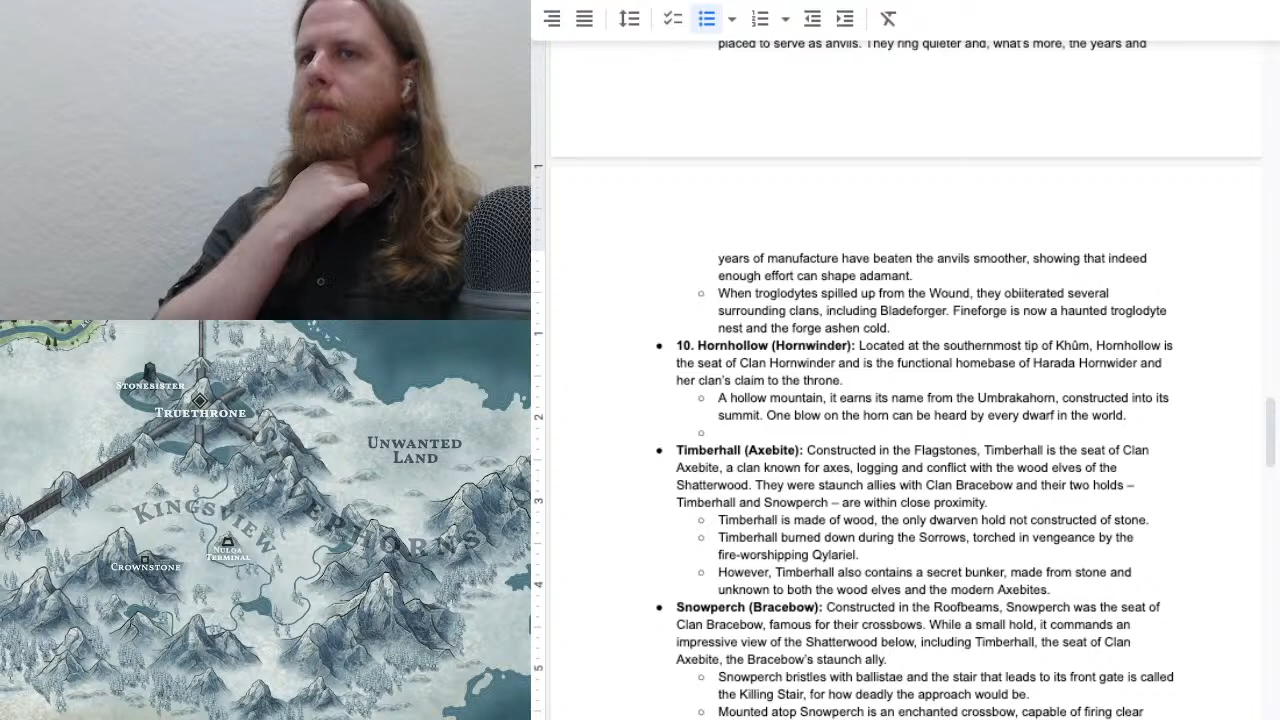 placed to serve as anvils. They ring quieter and, what's more, the years and
years of manufacture have beaten the anvils smoother, showing that indeed
enough effort can shape adamant.
When troglodytes spilled up from the Wound, they obliterated several
surrounding clans, including Bladeforger. Fineforge is now a haunted troglodyte
nest and the forge ashen cold.
10. Hornhollow (Hornwinder): Located at the southernmost tip of Khûm, Hornhollow is
the seat of Clan Hornwinder and is the functional homebase of Harada Hornwider and
her clan's claim to the throne.
A hollow mountain, it earns its name from the Umbrakahorn, constructed into its
summit. One blow on the horn can be heard by every dwarf in the world.
Timberhall (Axebite): Constructed in the Flagstones, Timberhall is the seat of Clan
Axebite, a clan known for axes, logging and conflict with the wood elves of the
Shatterwood. They were staunch allies with Clan Bracebow and their two holds –
Timberhall and Snowperch – are within close proximity.
Timberhall is made of wood, the only dwarven hold not constructed of stone.
Timberhall burned down during the Sorrows, torched in vengeance by the
fire-worshipping Qylariel.
However, Timberhall also contains a secret bunker, made from stone and
unknown to both the wood elves and the modern Axebites.
Snowperch (Bracebow): Constructed in the Roofbeams, Snowperch was the seat of
Clan Bracebow, famous for their crossbows. While a small hold, it commands an
impressive view of the Shatterwood below, including Timberhall, the seat of Clan
Axebite, the Bracebow's staunch ally.
Snowperch bristles with ballistae and the stair that leads to its front gate is called
the Killing Stair, for how deadly the approach would be.
Mounted atop Snowperch is an enchanted crossbow, capable of firing clear
1
1
2
3
4
5
Stonesister
Truethrone
Unwanted
Land
Kingsview
Nuloa
Terminal
Crownstone